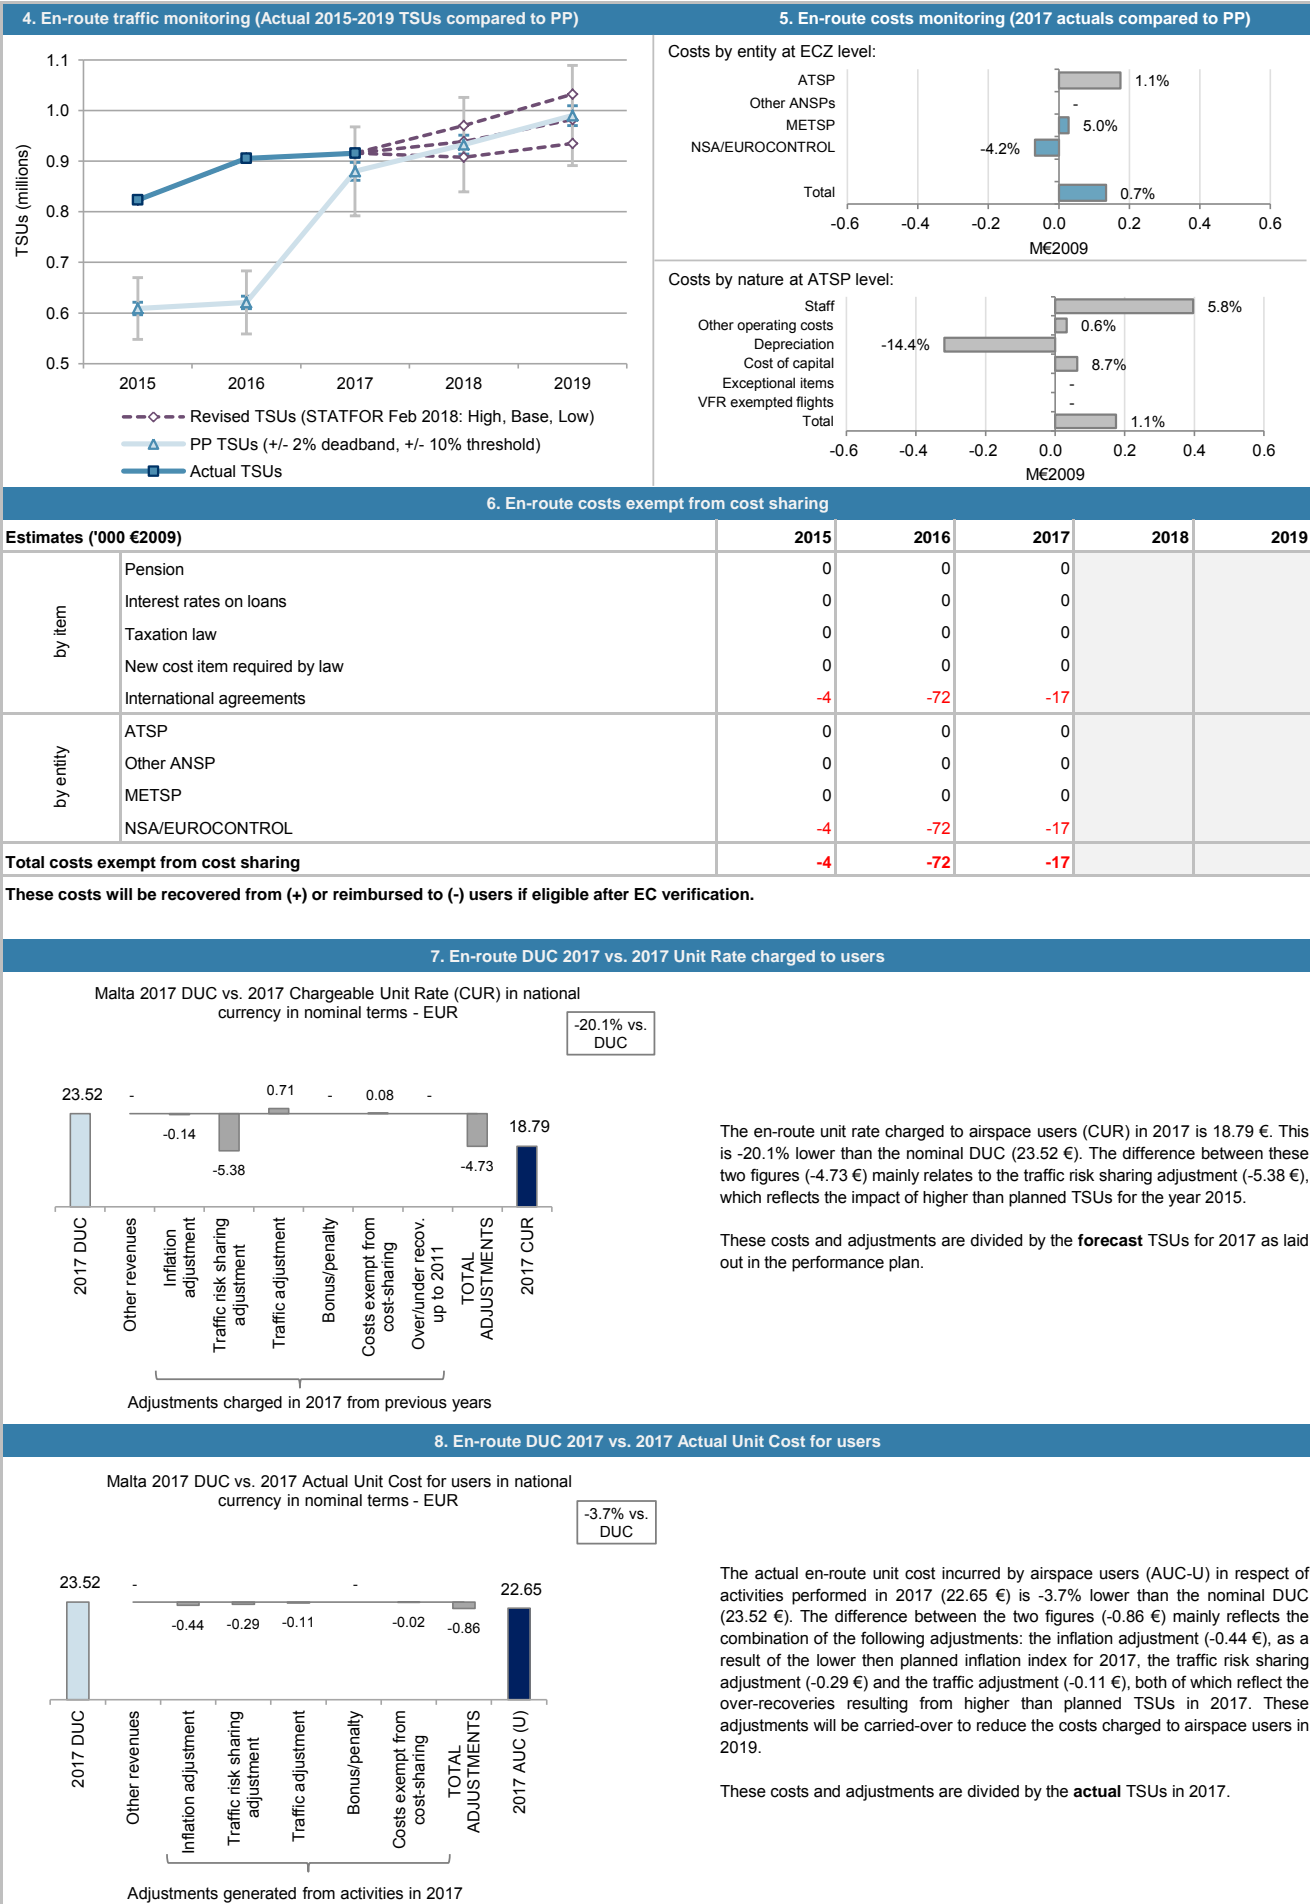 4. En-route traffic monitoring (Actual 2015-2019 TSUs compared to PP)
TSUs (millions)
1.1
1.0
0.9
0.8
0.7
0.6
0.5
2015 2016 2017 2018 2019
Revised TSUs (STATFOR Feb 2018: High, Base, Low)
PP TSUs (+/- 2% deadband, +/- 10% threshold)
Actual TSUs
5. En-route costs monitoring (2017 actuals compared to PP)
Costs by entity at ECZ level:
ATSP 1.1%
Other ANSPs -
METSP 5.0%
NSA/EUROCONTROL -4.2%
Total 0.7%
-0.6 -0.4 -0.2 0.0 0.2 0.4 0.6
M€2009
Costs by nature at ATSP level:
Staff 5.8%
Other operating costs 0.6%
Depreciation -14.4%
Cost of capital 8.7%
Exceptional items -
VFR exempted flights -
Total 1.1%
-0.6 -0.4 -0.2 0.0 0.2 0.4 0.6
M€2009
6. En-route costs exempt from cost sharing
Estimates ('000 €2009) 2015 2016 2017 2018 2019
by item
Pension 0 0 0
Interest rates on loans 0 0 0
Taxation law 0 0 0
New cost item required by law 0 0 0
International agreements -4 -72 -17
by entity
ATSP 0 0 0
Other ANSP 0 0 0
METSP 0 0 0
NSA/EUROCONTROL -4 -72 -17
Total costs exempt from cost sharing -4 -72 -17
These costs will be recovered from (+) or reimbursed to (-) users if eligible after EC verification.
7. En-route DUC 2017 vs. 2017 Unit Rate charged to users
Malta 2017 DUC vs. 2017 Chargeable Unit Rate (CUR) in national
currency in nominal terms - EUR
-20.1% vs.
DUC
23.52 - -0.14 -5.38 0.71 - 0.08 - -4.73 18.79
2017 DUC
Other revenues
Inflation
adjustment
Traffic risk sharing
adjustment
Traffic adjustment
Bonus/penalty
Costs exempt from
cost-sharing
Over/under recov.
up to 2011
TOTAL
ADJUSTMENTS
2017 CUR
Adjustments charged in 2017 from previous years
The en-route unit rate charged to airspace users (CUR) in 2017 is 18.79 €. This
is -20.1% lower than the nominal DUC (23.52 €). The difference between these
two figures (-4.73 €) mainly relates to the traffic risk sharing adjustment (-5.38 €),
which reflects the impact of higher than planned TSUs for the year 2015.
These costs and adjustments are divided by the forecast TSUs for 2017 as laid
out in the performance plan.
8. En-route DUC 2017 vs. 2017 Actual Unit Cost for users
Malta 2017 DUC vs. 2017 Actual Unit Cost for users in national
currency in nominal terms - EUR
-3.7% vs.
DUC
23.52 - -0.44 -0.29 -0.11 - -0.02 -0.86 22.65
2017 DUC
Other revenues
Inflation adjustment
Traffic risk sharing
adjustment
Traffic adjustment
Bonus/penalty
Costs exempt from
cost-sharing
TOTAL
ADJUSTMENTS
2017 AUC (U)
Adjustments generated from activities in 2017
The actual en-route unit cost incurred by airspace users (AUC-U) in respect of
activities performed in 2017 (22.65 €) is -3.7% lower than the nominal DUC
(23.52 €). The difference between the two figures (-0.86 €) mainly reflects the
combination of the following adjustments: the inflation adjustment (-0.44 €), as a
result of the lower then planned inflation index for 2017, the traffic risk sharing
adjustment (-0.29 €) and the traffic adjustment (-0.11 €), both of which reflect the
over-recoveries resulting from higher than planned TSUs in 2017. These
adjustments will be carried-over to reduce the costs charged to airspace users in
2019.
These costs and adjustments are divided by the actual TSUs in 2017.